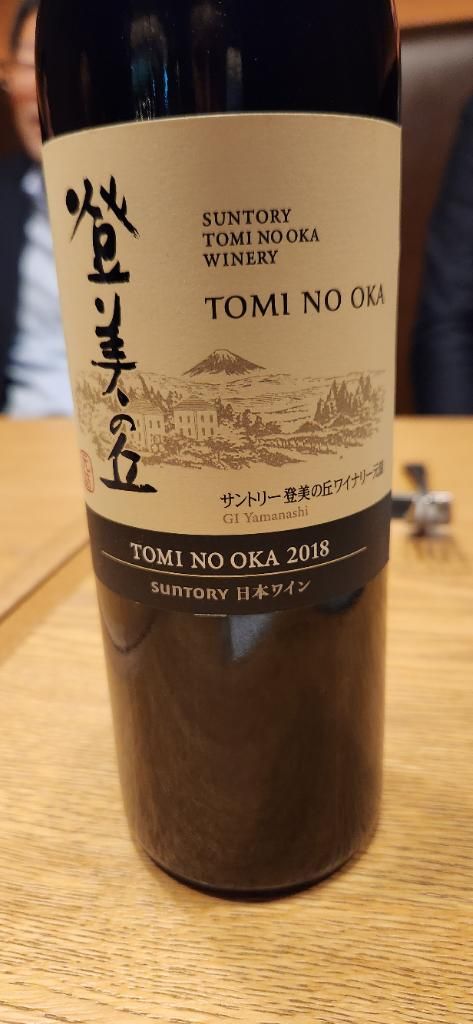 登美の丘
SUNTORY
TOMI NO OKA
WINERY
TOMI NO OKA
サントリー登美の丘ワイナリー元詰
GI Yamanashi
TOMI NO OKA 2018
SUNTORY 日本ワイン